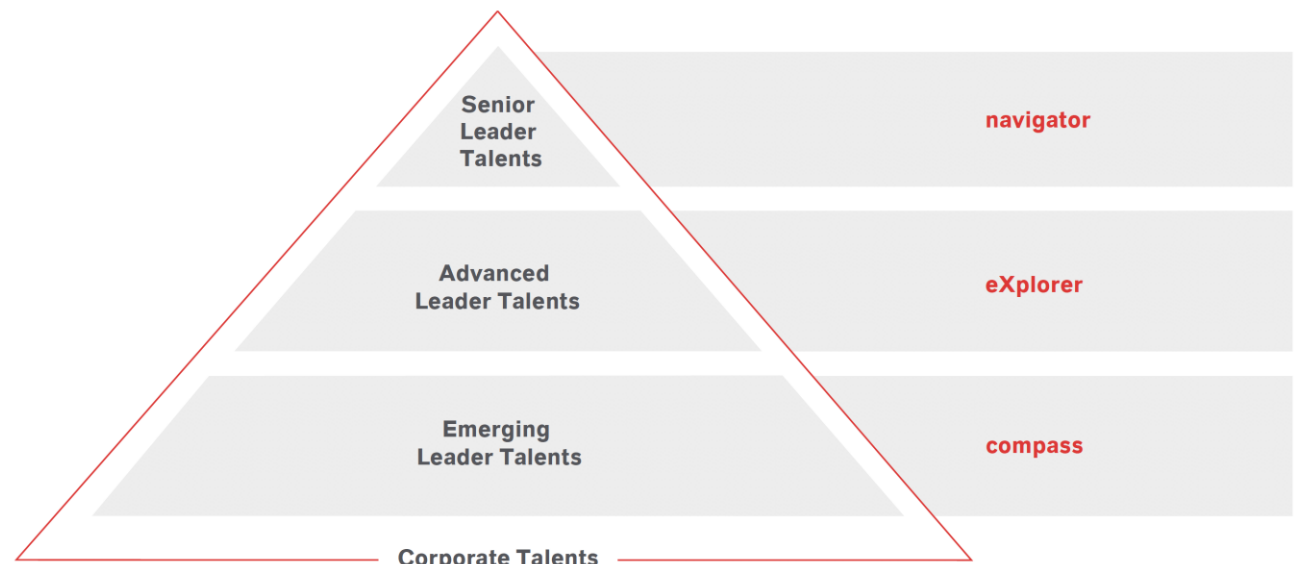 Senior
Leader
Talents
navigator
Advanced
Leader Talents
eXplorer
Emerging
Leader Talents
compass
Corporate Talents